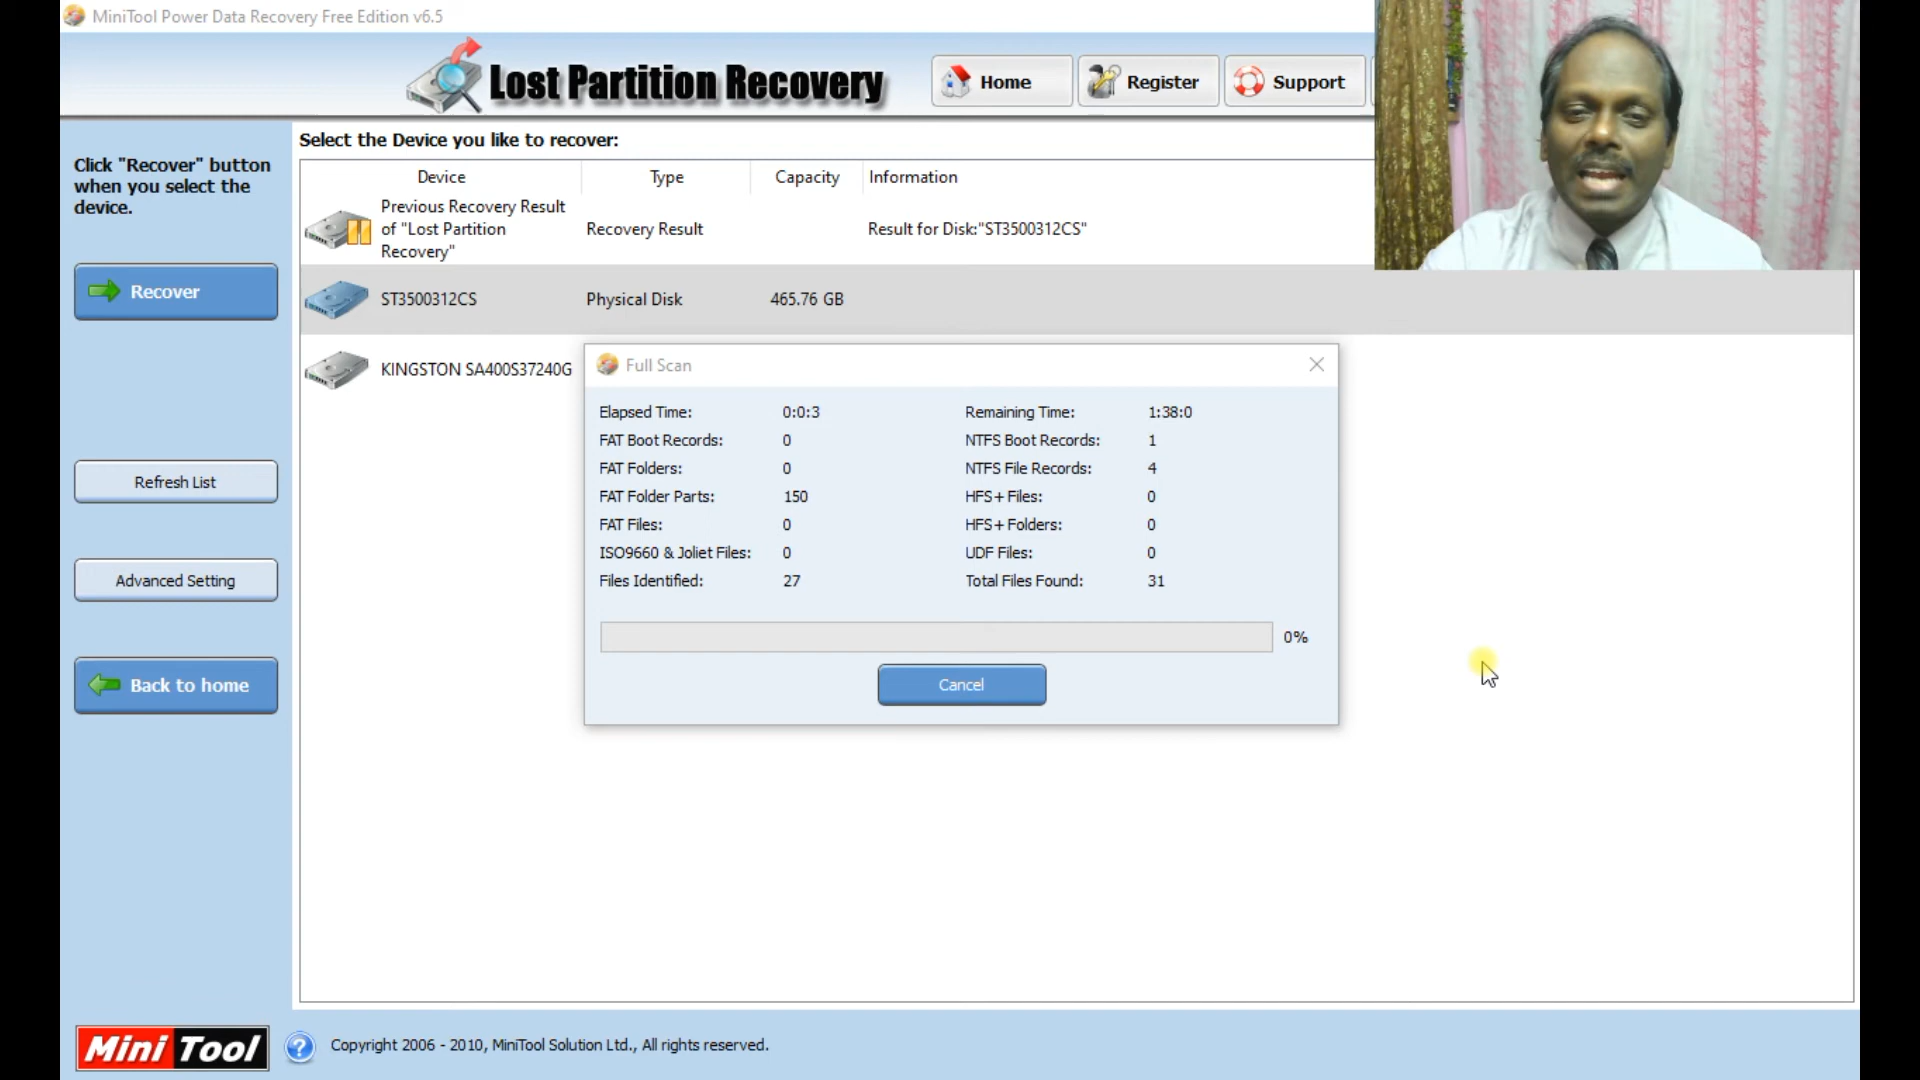 MiniTool Power Data Recovery Free Edition v6.5
Lost Partition Recovery
Home
Register
Support
Click "Recover" button
when you select the
device.
Recover
Refresh List
Advanced Setting
Back to home
Select the Device you like to recover:
Device Type Capacity Information
Previous Recovery Result
of "Lost Partition
Recovery"
Recovery Result
Result for Disk:"ST3500312CS"
ST3500312CS Physical Disk 465.76 GB
KINGSTON SA400S37240G
Full Scan
Elapsed Time: 0:0:3 Remaining Time: 1:38:0
FAT Boot Records: 0 NTFS Boot Records: 1
FAT Folders: 0 NTFS File Records: 4
FAT Folder Parts: 150 HFS+ Files: 0
FAT Files: 0 HFS+ Folders: 0
ISO9660 & Joliet Files: 0 UDF Files: 0
Files Identified: 27 Total Files Found: 31
0%
Cancel
Mini Tool
? Copyright 2006 - 2010, MiniTool Solution Ltd., All rights reserved.